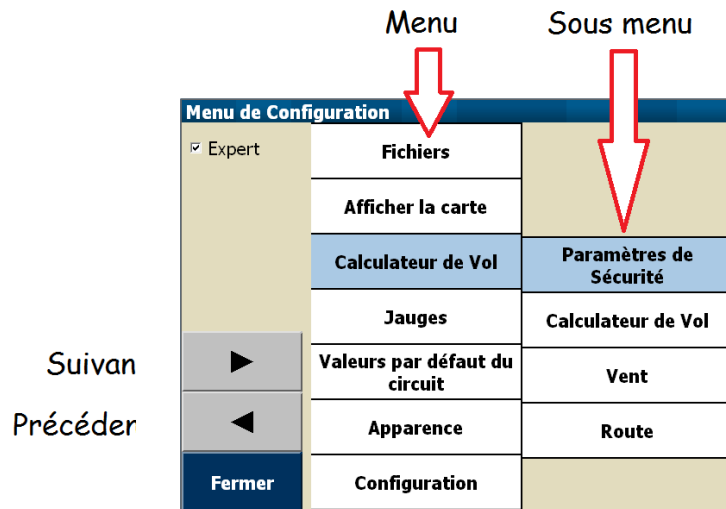 Menu
Sous menu
Menu de Configuration
Expert
Fichiers
Afficher la carte
Calculateur de Vol
Jauges
Valeurs par défaut du
circuit
Apparence
Configuration
Paramètres de
Sécurité
Calculateur de Vol
Vent
Route
Suivan
Précéder
Fermer